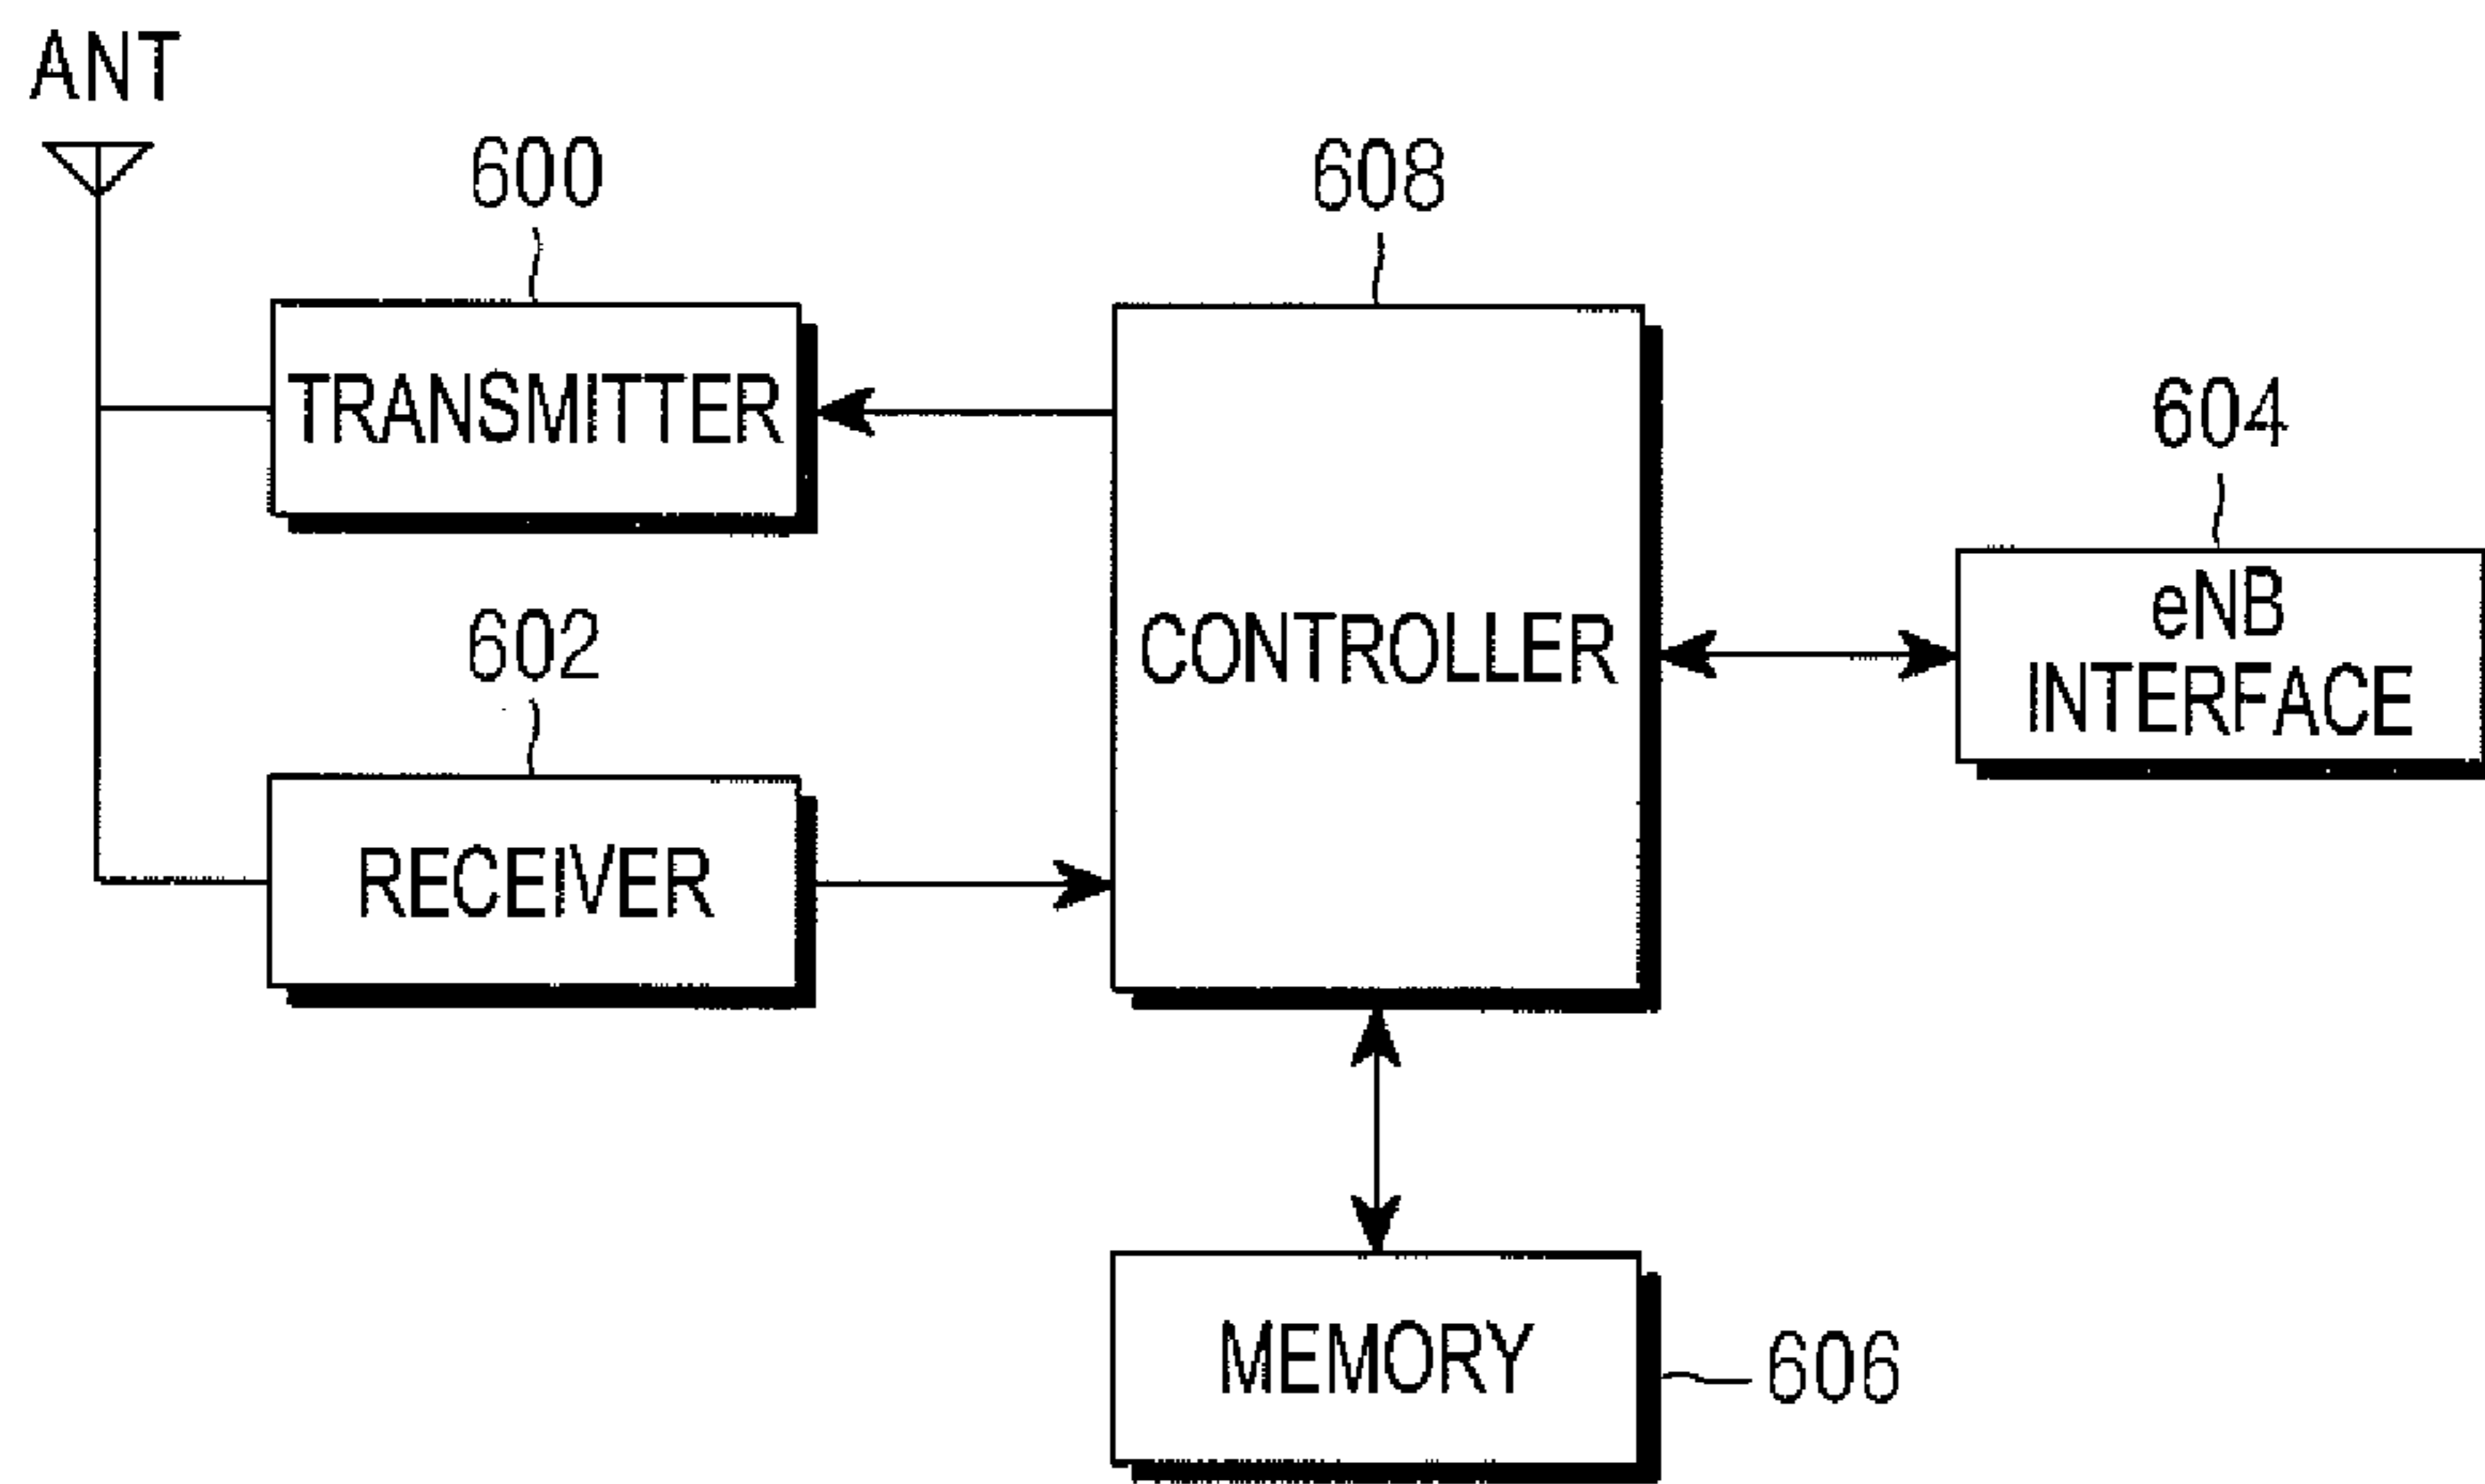 ANT
600
608
TRANSMITTER
604
eNB
INTERFACE
602
CONTROLLER
RECEIVER
MEMORY
606